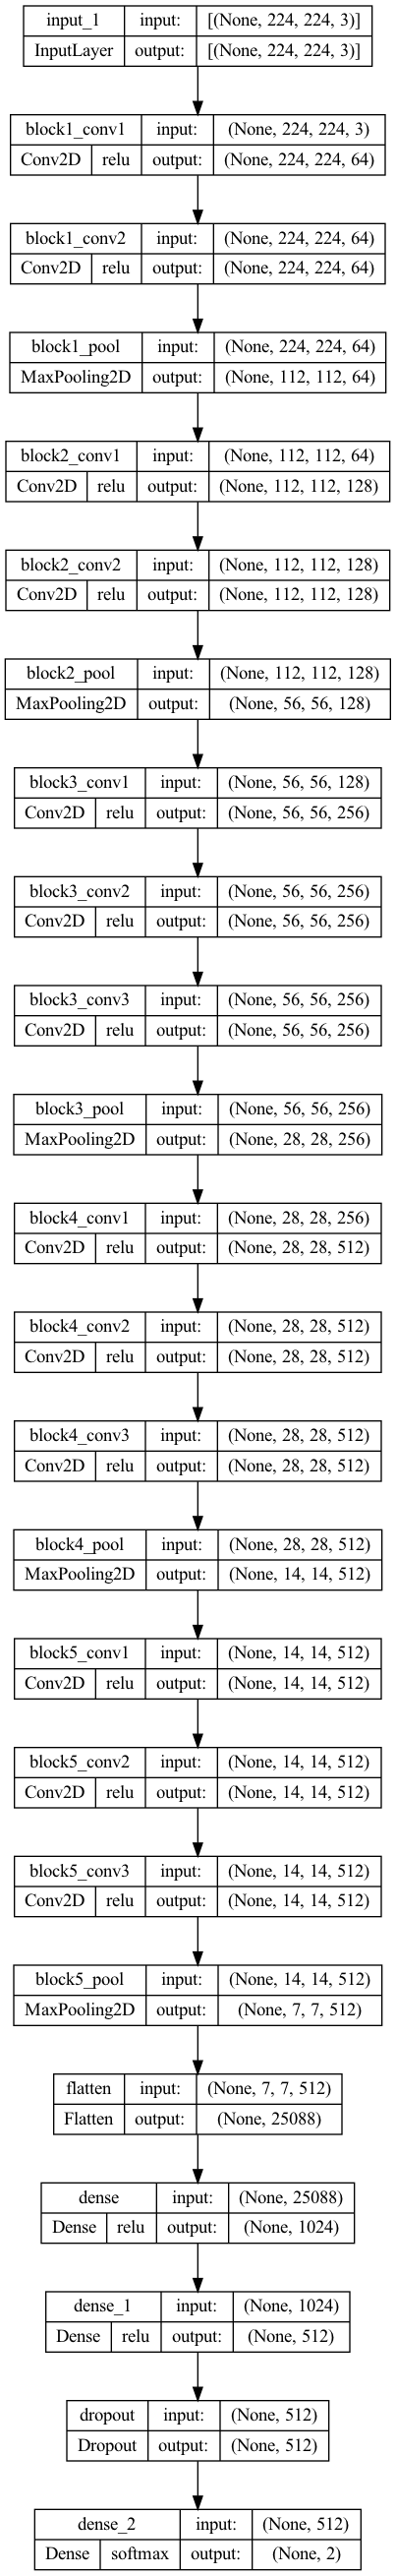 input_1 input: [(None, 224, 224, 3)]
InputLayer output: [(None, 224, 224, 3)]
block1_conv1 input: (None, 224, 224, 3)
Conv2D relu output: (None, 224, 224, 64)
block1_conv2 input: (None, 224, 224, 64)
Conv2D relu output: (None, 224, 224, 64)
block1_pool input: (None, 224, 224, 64)
MaxPooling2D output: (None, 112, 112, 64)
block2_conv1 input: (None, 112, 112, 64)
Conv2D relu output: (None, 112, 112, 128)
block2_conv2 input: (None, 112, 112, 128)
Conv2D relu output: (None, 112, 112, 128)
block2_pool input: (None, 112, 112, 128)
MaxPooling2D output: (None, 56, 56, 128)
block3_conv1 input: (None, 56, 56, 128)
Conv2D relu output: (None, 56, 56, 256)
block3_conv2 input: (None, 56, 56, 256)
Conv2D relu output: (None, 56, 56, 256)
block3_conv3 input: (None, 56, 56, 256)
Conv2D relu output: (None, 56, 56, 256)
block3_pool input: (None, 56, 56, 256)
MaxPooling2D output: (None, 28, 28, 256)
block4_conv1 input: (None, 28, 28, 256)
Conv2D relu output: (None, 28, 28, 512)
block4_conv2 input: (None, 28, 28, 512)
Conv2D relu output: (None, 28, 28, 512)
block4_conv3 input: (None, 28, 28, 512)
Conv2D relu output: (None, 28, 28, 512)
block4_pool input: (None, 28, 28, 512)
MaxPooling2D output: (None, 14, 14, 512)
block5_conv1 input: (None, 14, 14, 512)
Conv2D relu output: (None, 14, 14, 512)
block5_conv2 input: (None, 14, 14, 512)
Conv2D relu output: (None, 14, 14, 512)
block5_conv3 input: (None, 14, 14, 512)
Conv2D relu output: (None, 14, 14, 512)
block5_pool input: (None, 14, 14, 512)
MaxPooling2D output: (None, 7, 7, 512)
flatten input: (None, 7, 7, 512)
Flatten output: (None, 25088)
dense input: (None, 25088)
Dense relu output: (None, 1024)
dense_1 input: (None, 1024)
Dense relu output: (None, 512)
dropout input: (None, 512)
Dropout output: (None, 512)
dense_2 input: (None, 512)
Dense softmax output: (None, 2)